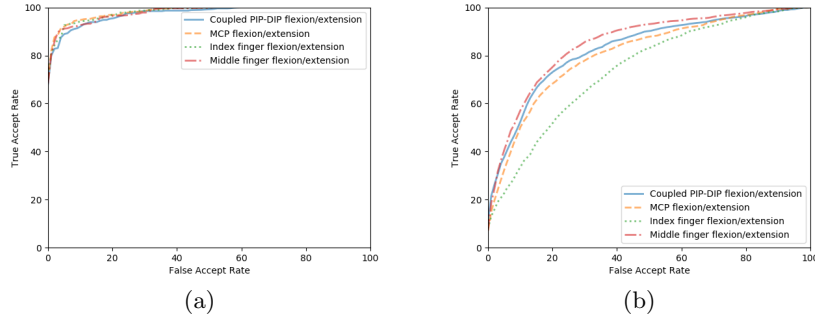 100
80
60
40
20
0
True Accept Rate
Coupled PIP-DIP flexion/extension
MCP flexion/extension
Index finger flexion/extension
Middle finger flexion/extension
0 20 40 60 80 100
False Accept Rate
(a)
100
80
60
40
20
0
True Accept Rate
Coupled PIP-DIP flexion/extension
MCP flexion/extension
Index finger flexion/extension
Middle finger flexion/extension
0 20 40 60 80 100
False Accept Rate
(b)